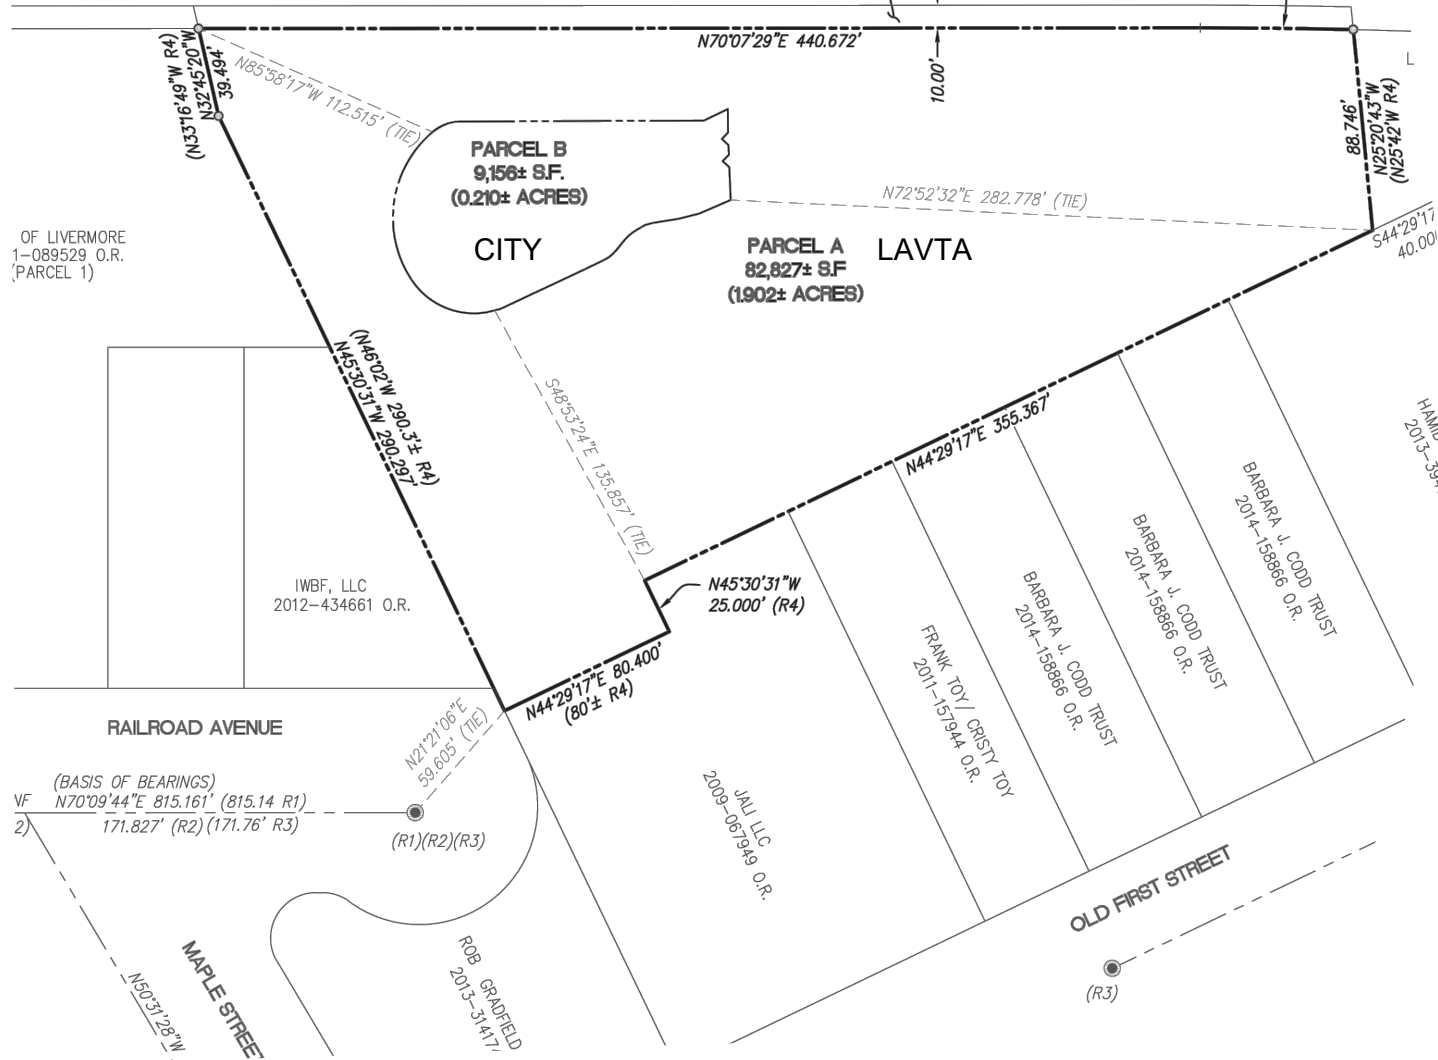 N70°07'29"E 440.672'
10.00'
L
(N33°16'49"W R4)
N32°45'20"W
39.494'
N85°58'17"W 112.515' (TIE)
88.746'
N25°20'43"W
(N25°42'W R4)
PARCEL B
9,156± S.F.
(0.210± ACRES)
N72°52'32"E 282.778' (TIE)
CITY
PARCEL A
82,827± S.F
(1.902± ACRES)
LAVTA
S44°29'17
40.00
OF LIVERMORE
1-089529 O.R.
(PARCEL 1)
(N46°02'W 290.3'± R4)
N45°30'31"W 290.297'
S48°53'24"E 135.857' (TIE)
N44°29'17"E 355.367'
N45°30'31"W
25.000' (R4)
N44°29'17"E 80.400'
(80'± R4)
IWBF, LLC
2012-434661 O.R.
2013-394
BARBARA J. CODD TRUST
2014-158866 O.R.
BARBARA J. CODD TRUST
2014-158866 O.R.
BARBARA J. CODD TRUST
2014-158866 O.R.
FRANK TOY/ CRISTY TOY
2011-157944 O.R.
JALI LLC
2009-067949 O.R.
RAILROAD AVENUE
N21°21'06"E
59.605' (TIE)
(BASIS OF BEARINGS)
N70°09'44"E 815.161' (815.14 R1)
171.827' (R2) (171.76' R3)
2)
(R1)(R2)(R3)
OLD FIRST STREET
(R3)
MAPLE STREET
N50°31'28"W
ROB GRADFIELD
2013-31417